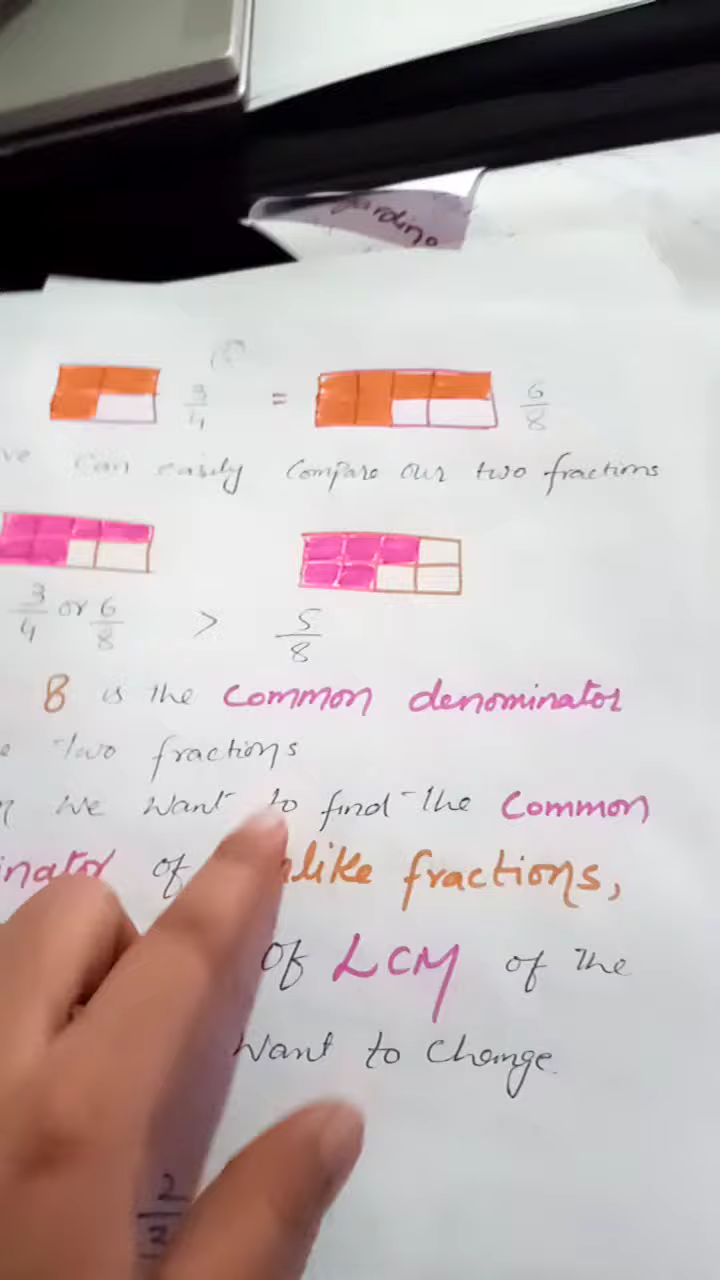 3/4 = 6/8
can easily compare our two fractions
3/4 or 6/8 > 5/8
8 is the common denominator
two fractions
we want to find the common
of like fractions,
of LCM of the
want to change
2